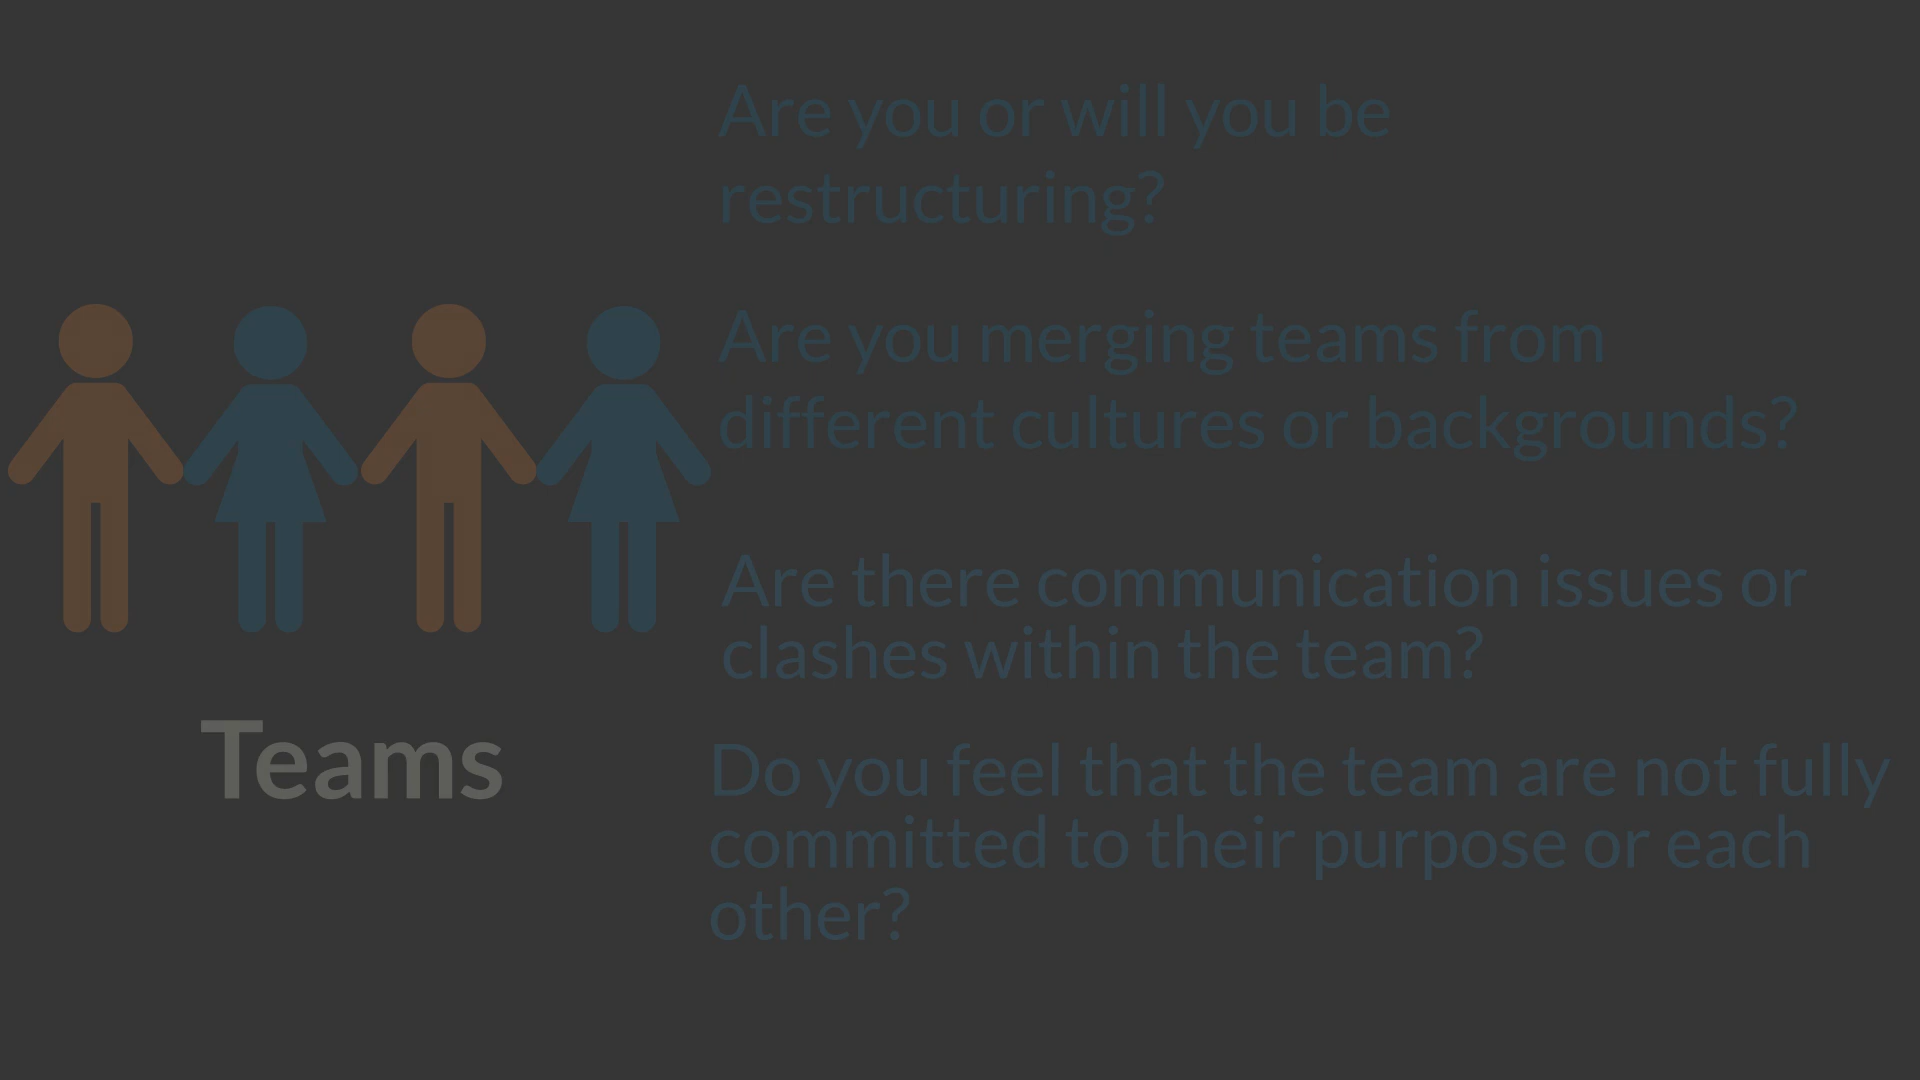 Are you or will you be
restructuring?
Are you merging teams from
different cultures or backgrounds?
Are there communication issues or
clashes within the team?
Teams
Do you feel that the team are not fully
committed to their purpose or each
other?